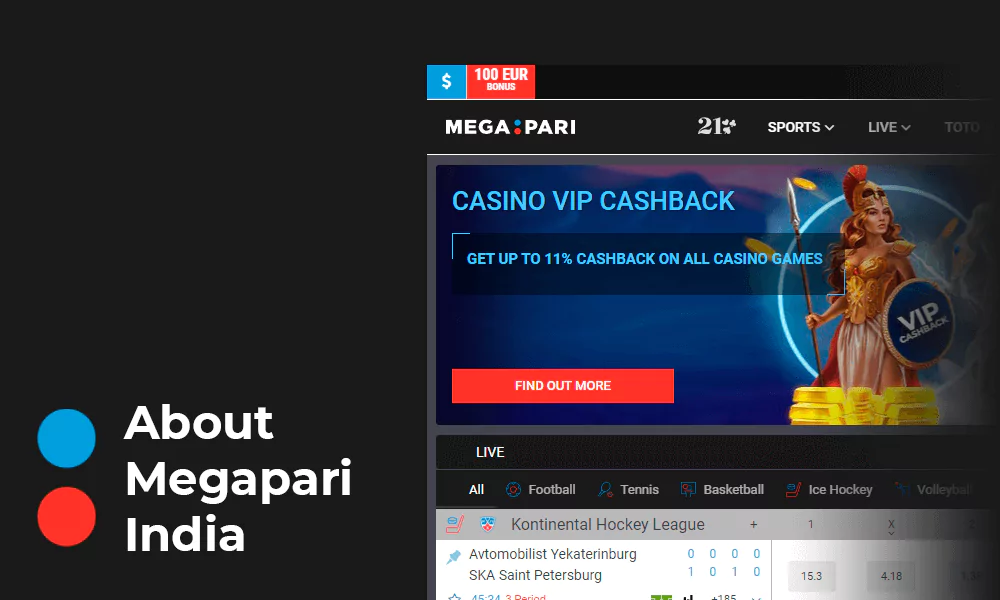 $
100 EUR
BONUS
MEGA:PARI
21
SPORTS
LIVE
TOTO
CASINO VIP CASHBACK
GET UP TO 11% CASHBACK ON ALL CASINO GAMES
VIP
CASHBACK
FIND OUT MORE
About
Megapari
India
LIVE
All Football Tennis Basketball Ice Hockey Volleyball
Kontinental Hockey League + 1 X
Avtomobilist Yekaterinburg 0 0 0 0
SKA Saint Petersburg 1 0 1 0
15.3 4.18
45:34 3 Period +185